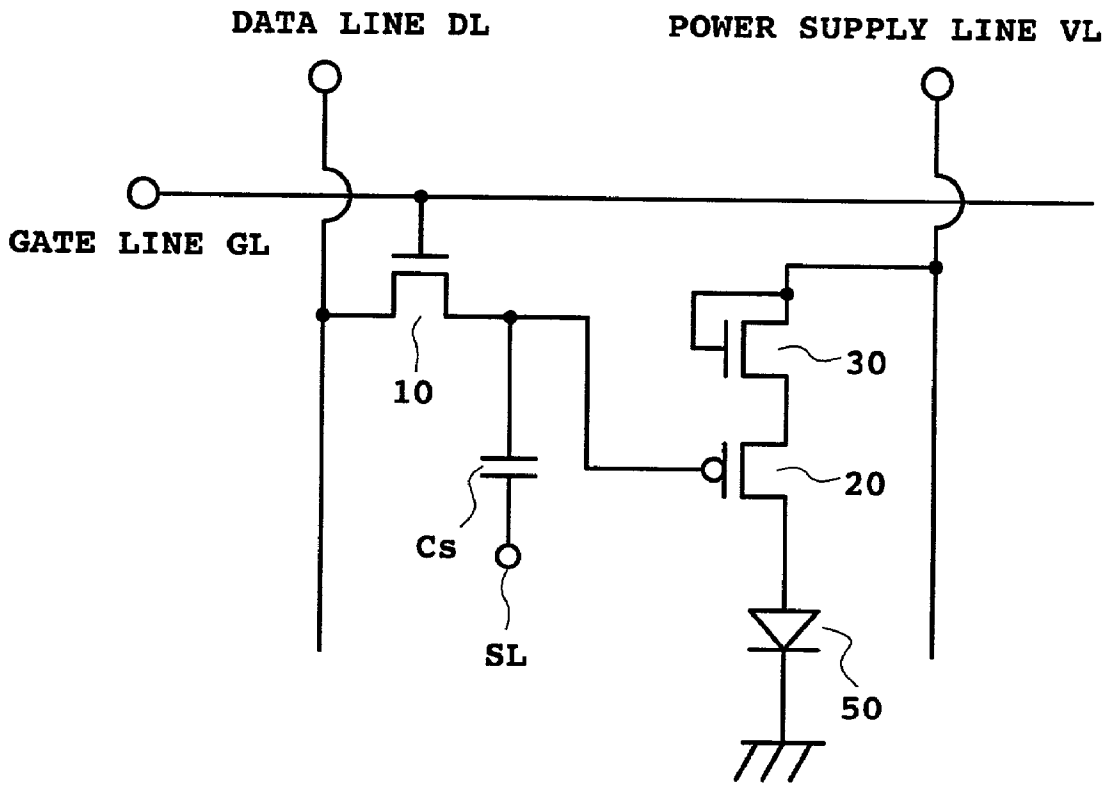 DATA LINE DL
POWER SUPPLY LINE VL
GATE LINE GL
10
30
20
Cs
SL
50